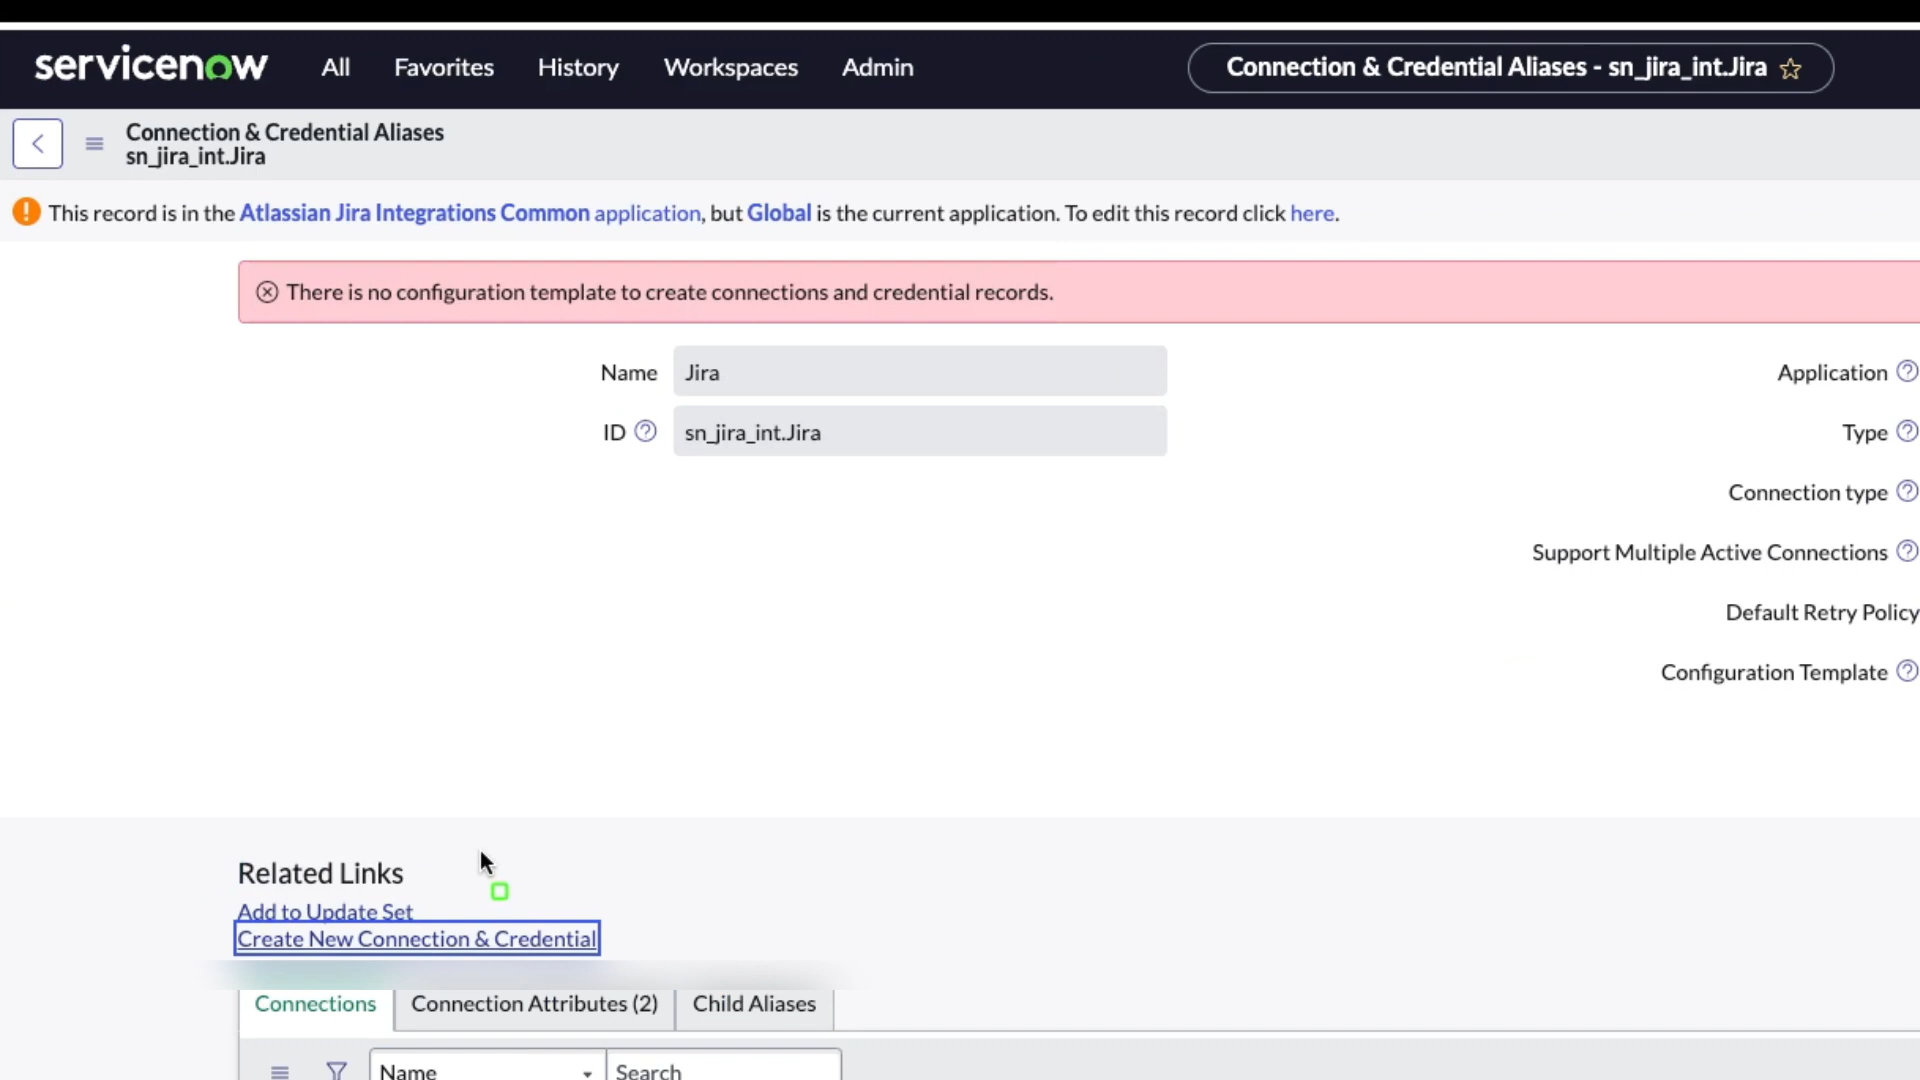 servicenow All Favorites History Workspaces Admin Connection & Credential Aliases - sn_jira_int.Jira
Connection & Credential Aliases
sn_jira_int.Jira
This record is in the Atlassian Jira Integrations Common application, but Global is the current application. To edit this record click here.
There is no configuration template to create connections and credential records.
Name Jira
Application
ID sn_jira_int.Jira
Type
Connection type
Support Multiple Active Connections
Default Retry Policy
Configuration Template
Related Links
Add to Update Set
Create New Connection & Credential
Connections Connection Attributes (2) Child Aliases
Name Search